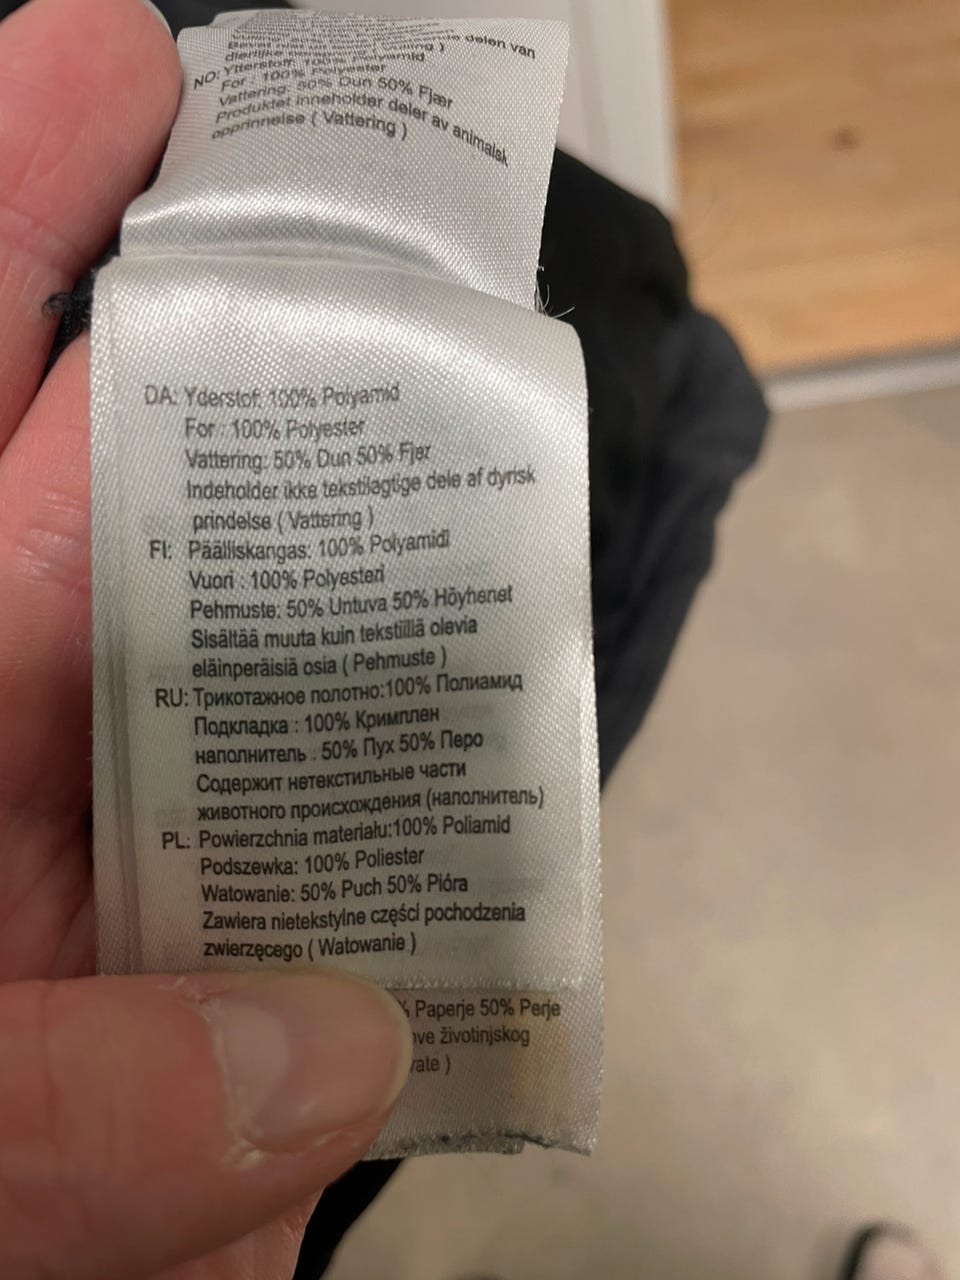 delen van
NO: Ytterstoff: 100% Polyamid
For : 100% Polyester
Vattering: 50% Dun 50% Fjær
Produktet inneholder deler av animalsk
opprinnelse ( Vattering )
DA: Yderstof: 100% Polyamid
For : 100% Polyester
Vattering: 50% Dun 50% Fjer
Indeholder ikke tekstilagtige dele af dyrisk
prindelse ( Vattering )
FI: Päälliskangas: 100% Polyamidi
Vuori : 100% Polyesteri
Pehmuste: 50% Untuva 50% Höyhenet
Sisältää muuta kuin tekstiiliä olevia
eläinperäisiä osia ( Pehmuste )
RU: Трикотажное полотно:100% Полиамид
Подкладка : 100% Кримплен
наполнитель : 50% Пух 50% Перо
Содержит нетекстильные части
животного происхождения (наполнитель)
PL: Powierzchnia materiału:100% Poliamid
Podszewka: 100% Poliester
Watowanie: 50% Puch 50% Pióra
Zawiera nietekstylne części pochodzenia
zwierzęcego ( Watowanie )
% Paperje 50% Perje
životinjskog